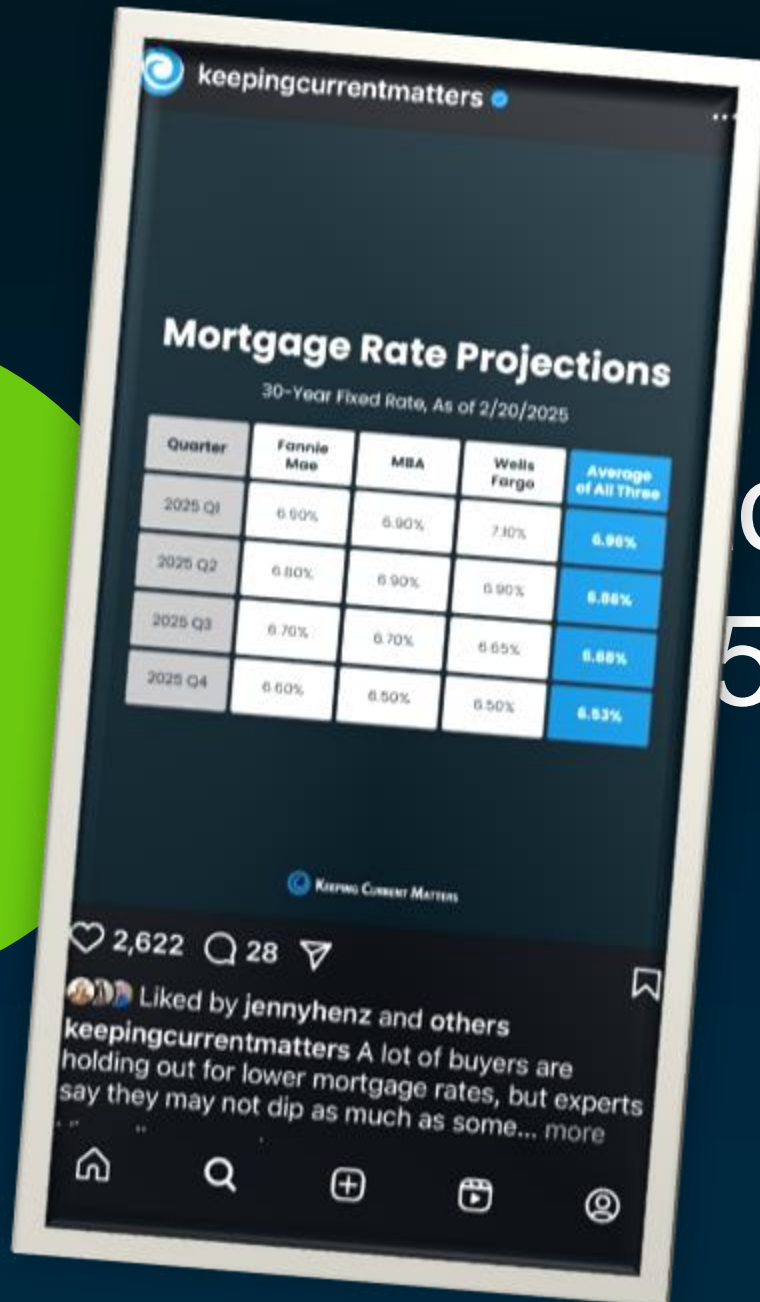 keepingcurrentmatters
Mortgage Rate Projections
30-Year Fixed Rate, As of 2/20/2025
Quarter Fannie Mae MBA Wells Fargo Average of All Three
2025 Q1 6.90% 6.90% 7.10% 6.96%
2025 Q2 6.80% 6.90% 6.90% 6.86%
2025 Q3 6.70% 6.70% 6.65% 6.68%
2025 Q4 6.60% 6.50% 6.50% 6.53%
Keeping Current Matters
2,622 28
Liked by jennyhenz and others
keepingcurrentmatters A lot of buyers are
holding out for lower mortgage rates, but experts
say they may not dip as much as some... more
5